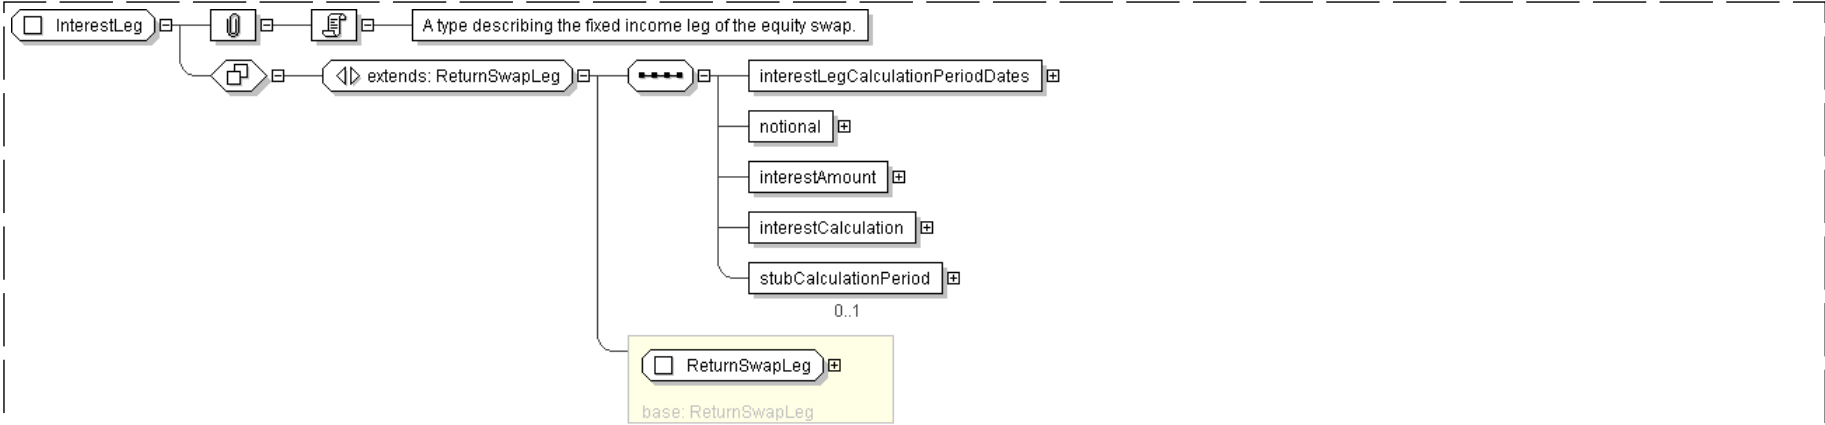 InterestLeg
A type describing the fixed income leg of the equity swap.
extends: ReturnSwapLeg
interestLegCalculationPeriodDates
notional
interestAmount
interestCalculation
stubCalculationPeriod
0..1
ReturnSwapLeg
base: ReturnSwapLeg